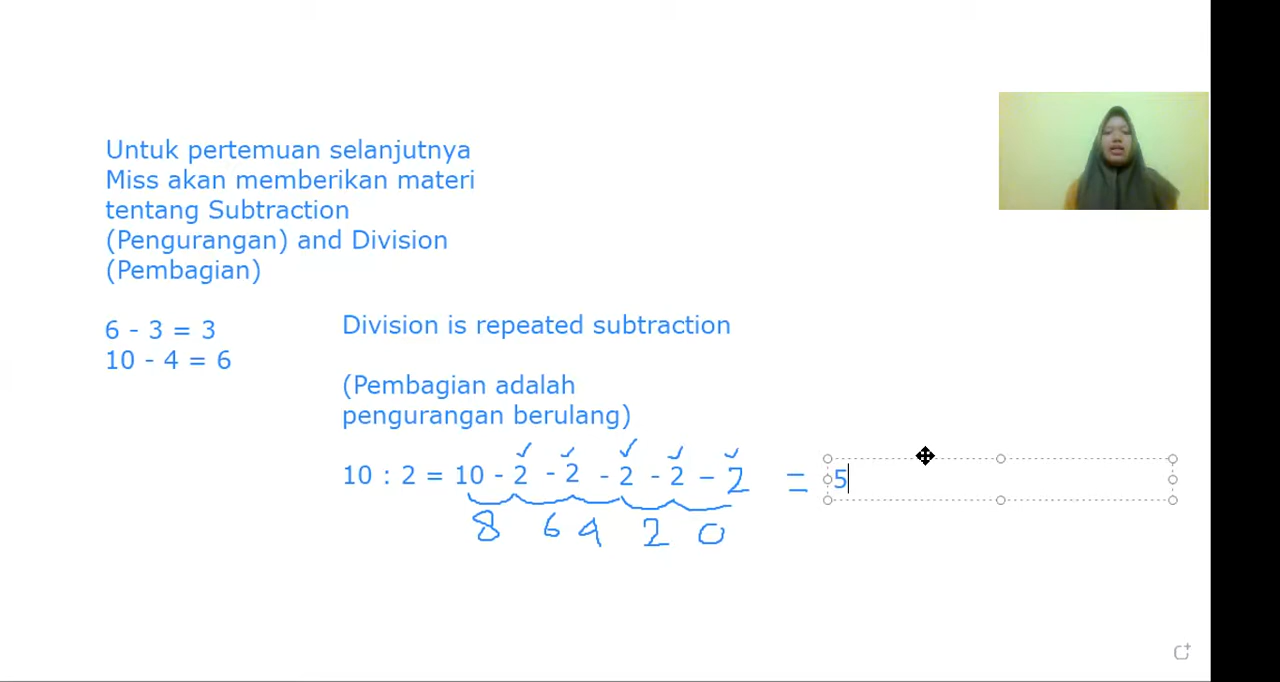 Untuk pertemuan selanjutnya
Miss akan memberikan materi
tentang Subtraction
(Pengurangan) and Division
(Pembagian)
6 - 3 = 3
10 - 4 = 6
Division is repeated subtraction
(Pembagian adalah
pengurangan berulang)
10 : 2 = 10 - 2 - 2 - 2 - 2 - 2 = 5
8 6 4 2 0